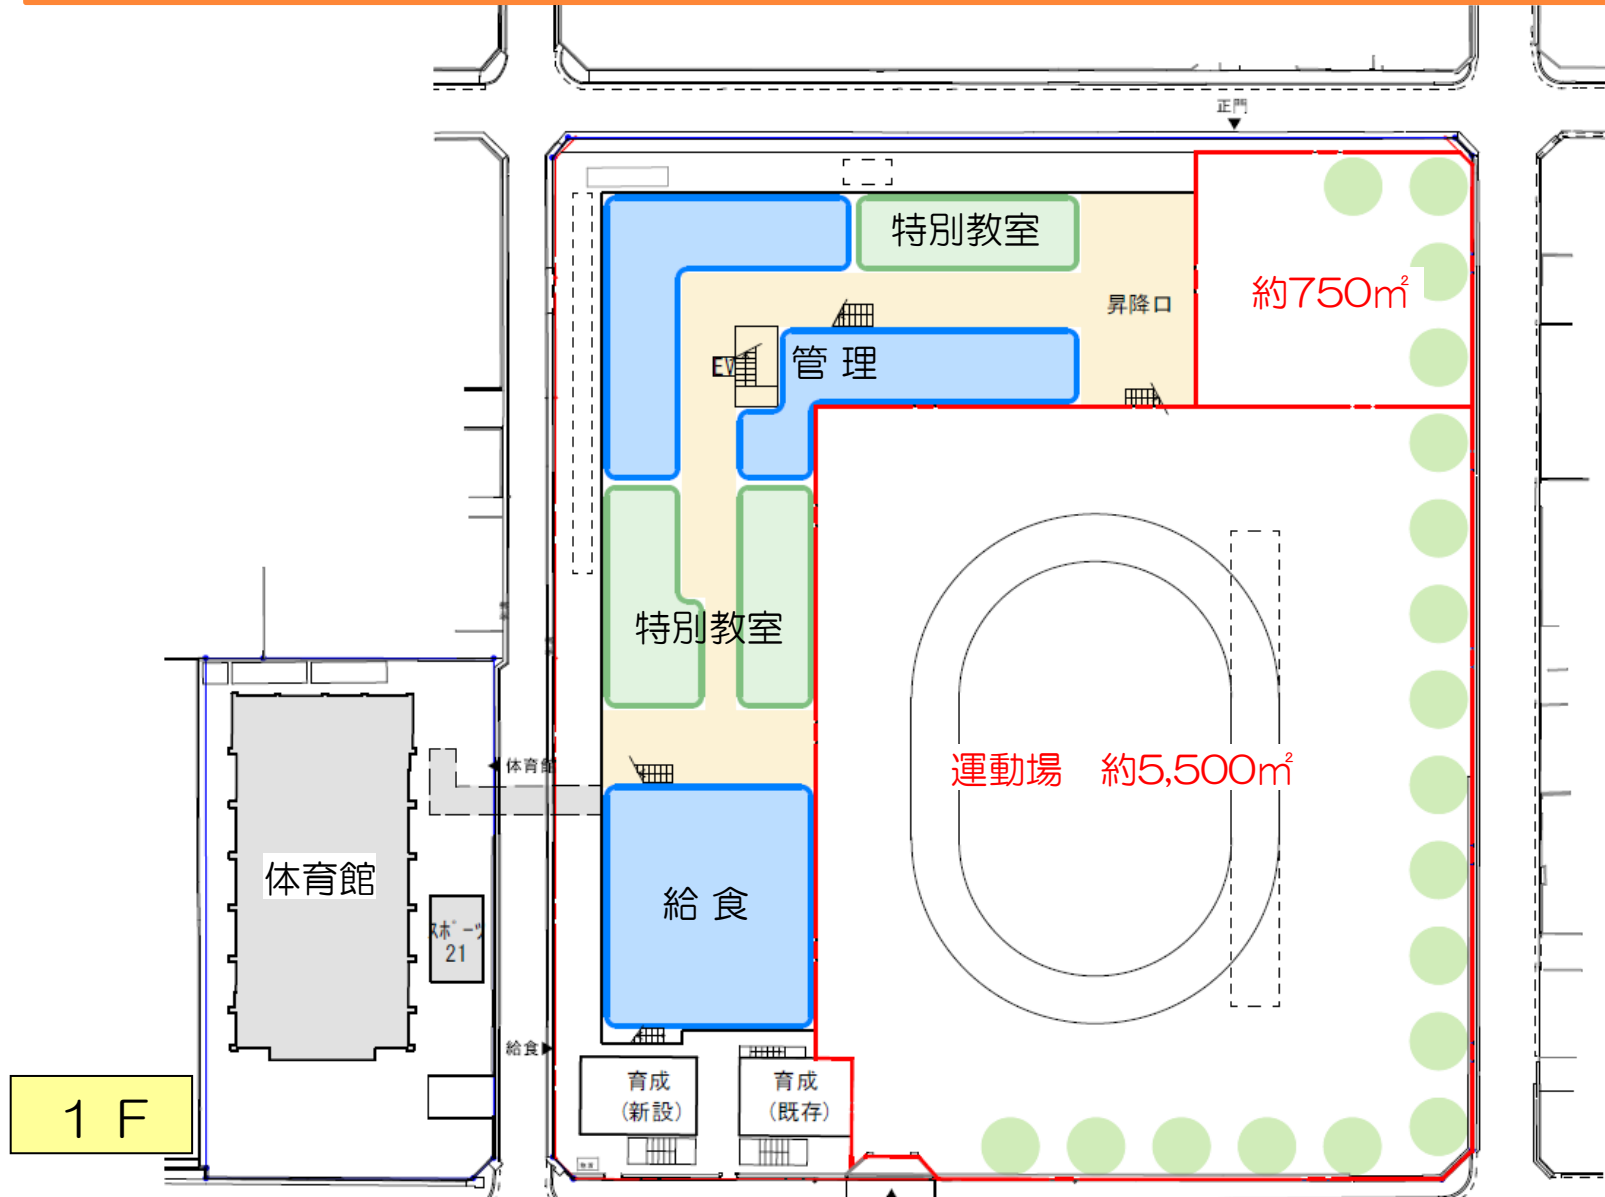 正門
特別教室
約750㎡
昇降口
EV
管 理
特別教室
運動場 約5,500㎡
体育館
体育館
給 食
スポーツ
21
給食
育成
(新設)
育成
(既存)
1 F